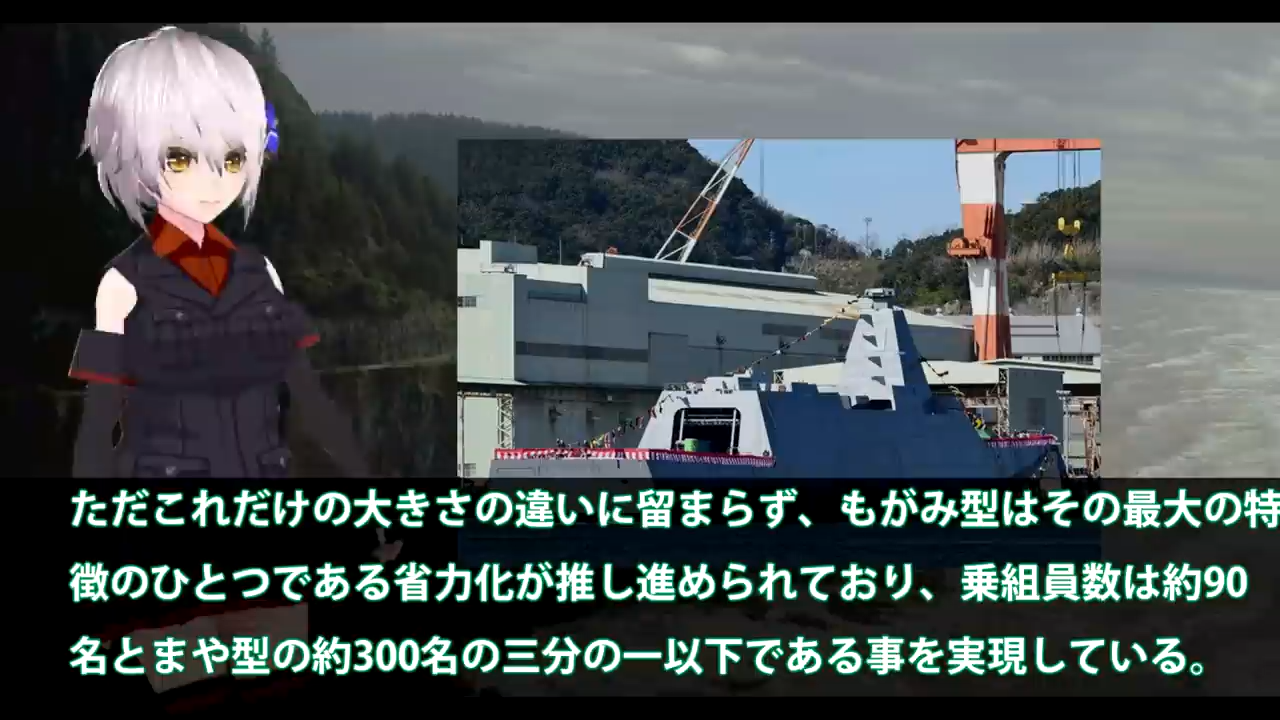 ただこれだけの大きさの違いに留まらず、もがみ型はその最大の特
徴のひとつである省力化が推し進められており、乗組員数は約90
名とまや型の約300名の三分の一以下である事を実現している。